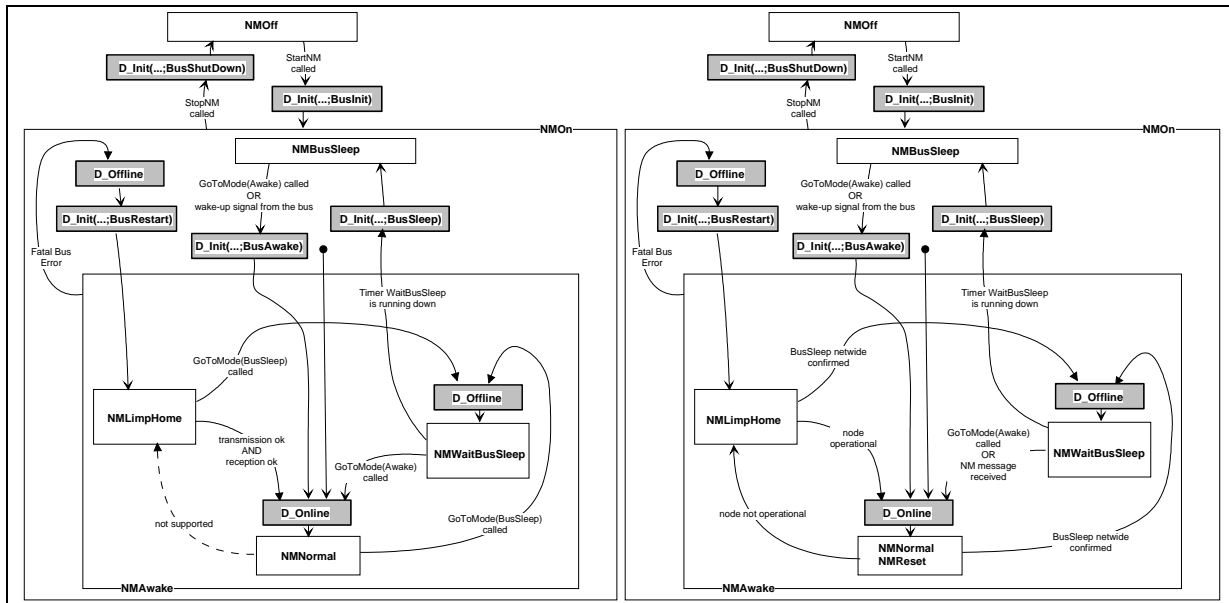 NMOff
StartNM
called
D_Init(...;BusShutDown)
D_Init(...;BusInit)
StopNM
called
NMOn
NMBusSleep
D_Offline
GoToMode(Awake) called
OR
wake-up signal from the bus
D_Init(...;BusRestart)
D_Init(...;BusSleep)
D_Init(...;BusAwake)
Fatal Bus
Error
Timer WaitBusSleep
is running down
GoToMode(BusSleep)
called
D_Offline
NMLimpHome
transmission ok
AND
reception ok
NMWaitBusSleep
GoToMode(Awake)
called
D_Online
not supported
GoToMode(BusSleep)
called
NMNormal
NMAwake
NMOff
StartNM
called
D_Init(...;BusShutDown)
D_Init(...;BusInit)
StopNM
called
NMOn
NMBusSleep
D_Offline
GoToMode(Awake) called
OR
wake-up signal from the bus
D_Init(...;BusRestart)
D_Init(...;BusSleep)
D_Init(...;BusAwake)
Fatal Bus
Error
Timer WaitBusSleep
is running down
BusSleep netwide
confirmed
D_Offline
NMLimpHome
node
operational
GoToMode(Awake)
called
OR
NM message
received
NMWaitBusSleep
D_Online
node not operational
NMNormal
NMReset
BusSleep netwide
confirmed
NMAwake